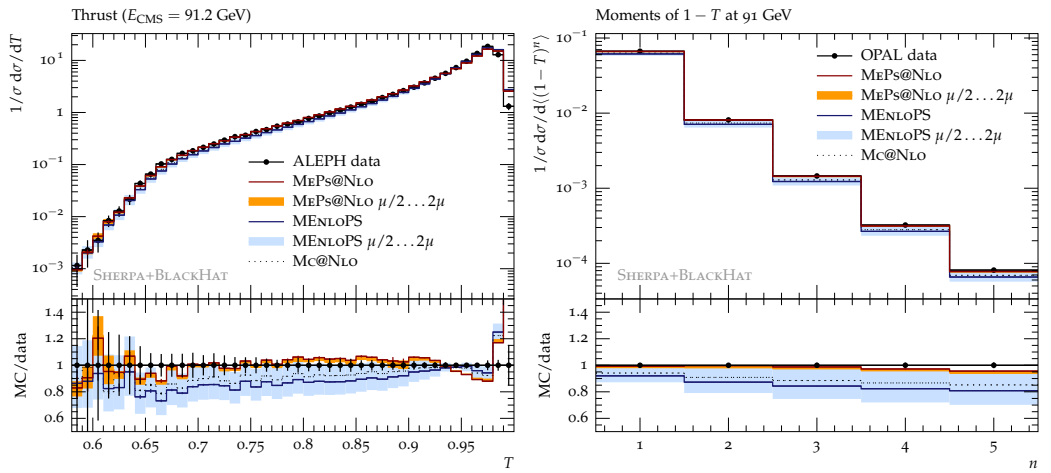 Thrust (E_CMS = 91.2 GeV)
1/σ dσ/dT
10^1
1
10^−1
10^−2
10^−3
ALEPH data
MEPS@NLO
MEPS@NLO μ/2...2μ
MENLOPS
MENLOPS μ/2...2μ
MC@NLO
SHERPA+BLACKHAT
MC/data
1.4
1.2
1
0.8
0.6
0.6 0.65 0.7 0.75 0.8 0.85 0.9 0.95
T
Moments of 1 − T at 91 GeV
1/σ dσ/d⟨(1 − T)^n⟩
10^−1
10^−2
10^−3
10^−4
OPAL data
MEPS@NLO
MEPS@NLO μ/2...2μ
MENLOPS
MENLOPS μ/2...2μ
MC@NLO
SHERPA+BLACKHAT
MC/data
1.4
1.2
1
0.8
0.6
1 2 3 4 5
n